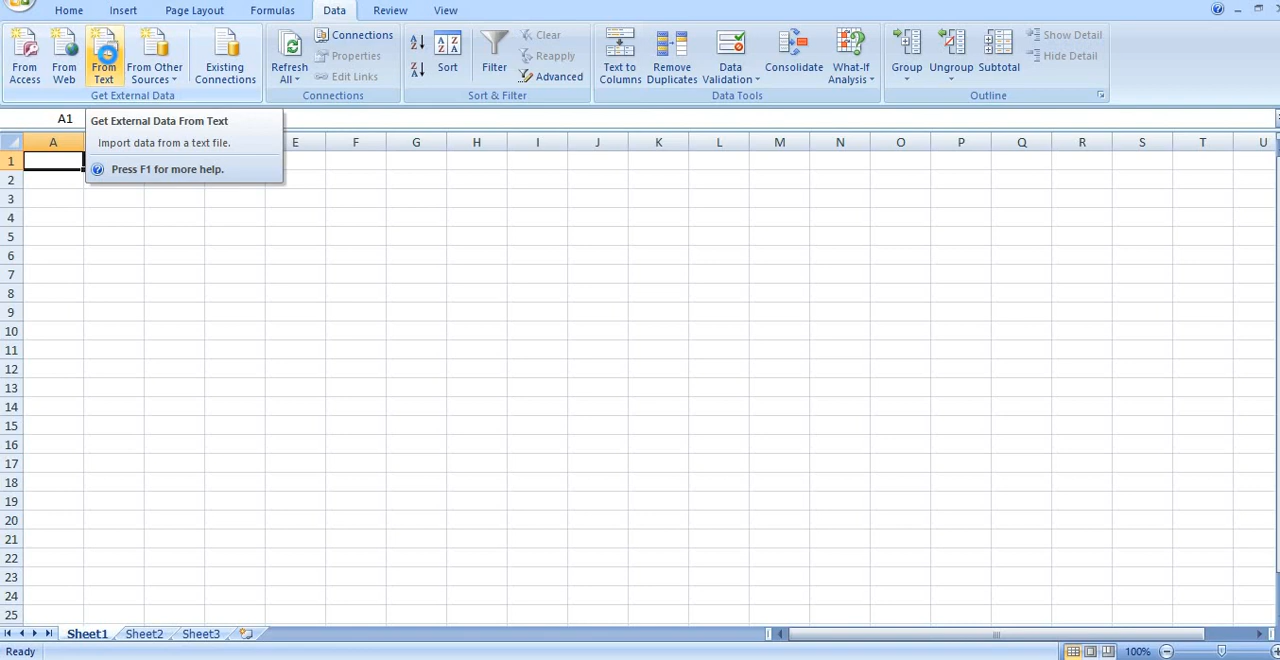 Home Insert Page Layout Formulas Data Review View
From Access
From Web
From Text
From Other Sources
Existing Connections
Get External Data
Refresh All
Connections
Properties
Edit Links
Connections
Sort
Filter
Clear
Reapply
Advanced
Sort & Filter
Text to Columns
Remove Duplicates
Data Validation
Consolidate
What-If Analysis
Data Tools
Group
Ungroup
Subtotal
Show Detail
Hide Detail
Outline
A1
Get External Data From Text
Import data from a text file.
Press F1 for more help.
A E F G H I J K L M N O P Q R S T U
1
2
3
4
5
6
7
8
9
10
11
12
13
14
15
16
17
18
19
20
21
22
23
24
25
Sheet1 Sheet2 Sheet3
Ready 100%